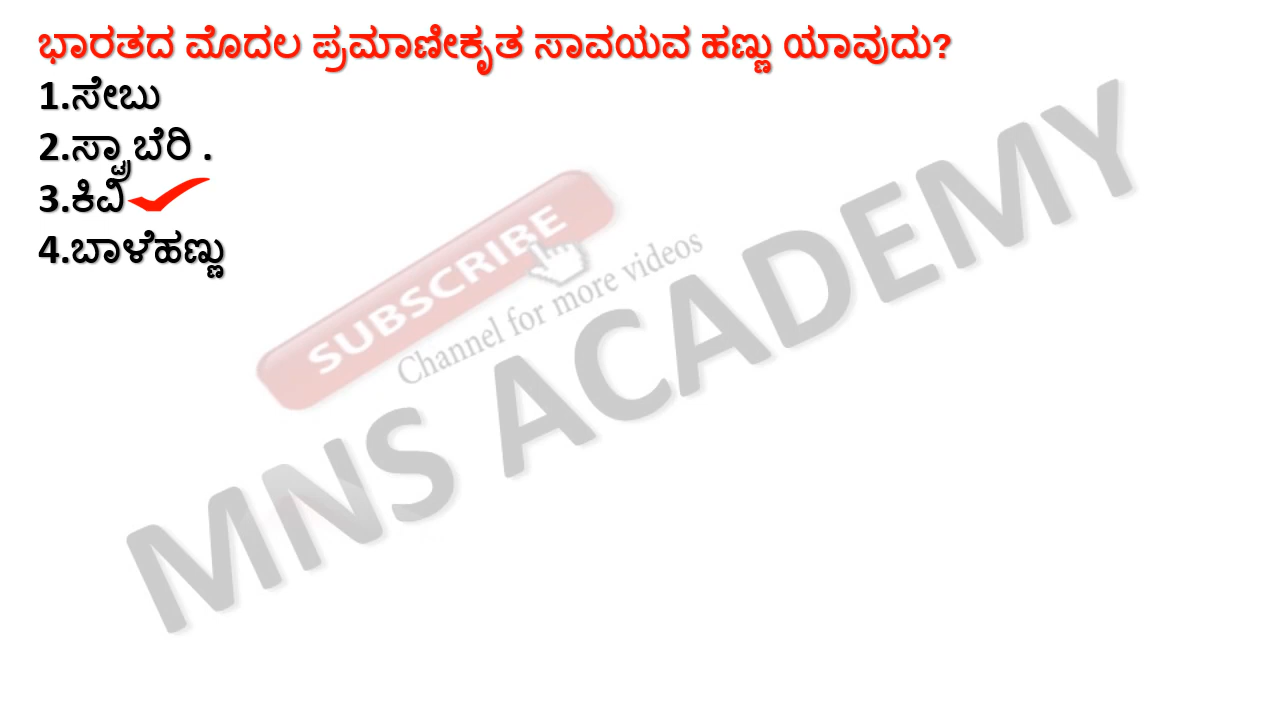 ಭಾರತದ ಮೊದಲ ಪ್ರಮಾಣೀಕೃತ ಸಾವಯವ ಹಣ್ಣು ಯಾವುದು?
1.ಸೇಬು
2.ಸ್ಟ್ರಾಬೆರಿ .
3.ಕಿವಿ
4.ಬಾಳೆಹಣ್ಣು
SUBSCRIBE
Channel for more videos
MNS ACADEMY